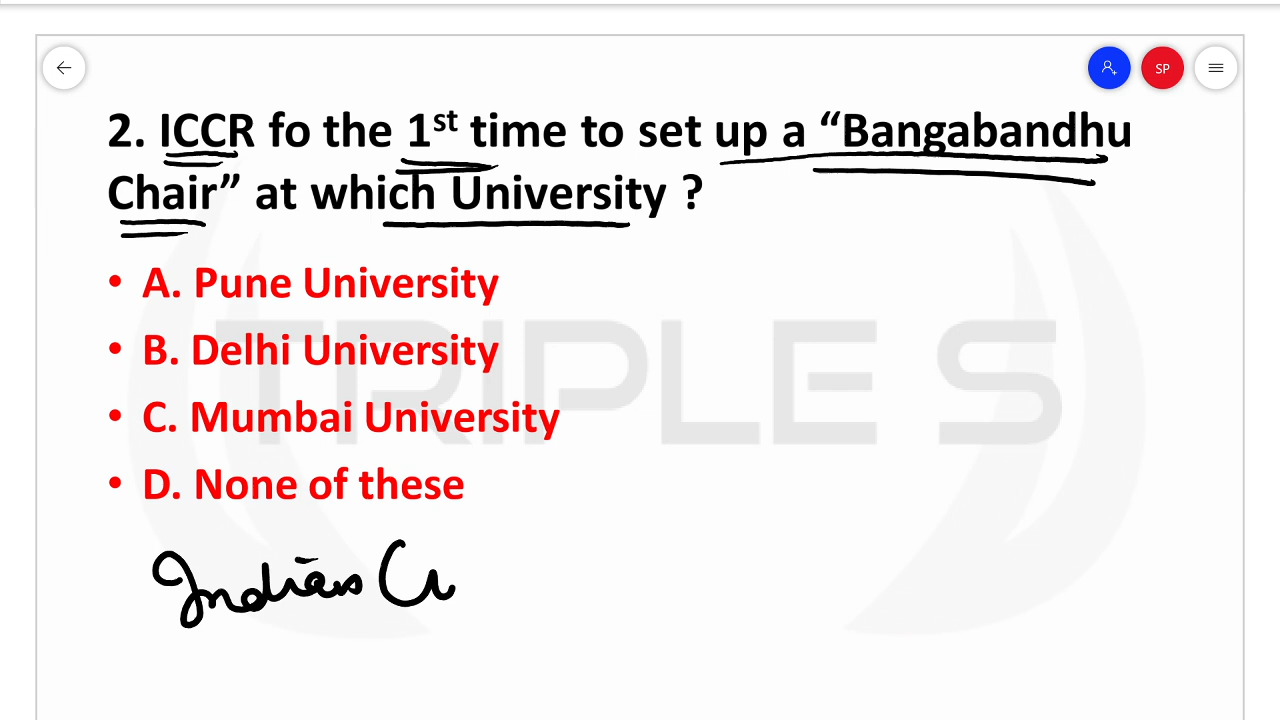 SP
2. ICCR fo the 1st time to set up a “Bangabandhu
Chair” at which University ?
• A. Pune University
• B. Delhi University
• C. Mumbai University
• D. None of these
TRIPLE S
Indian